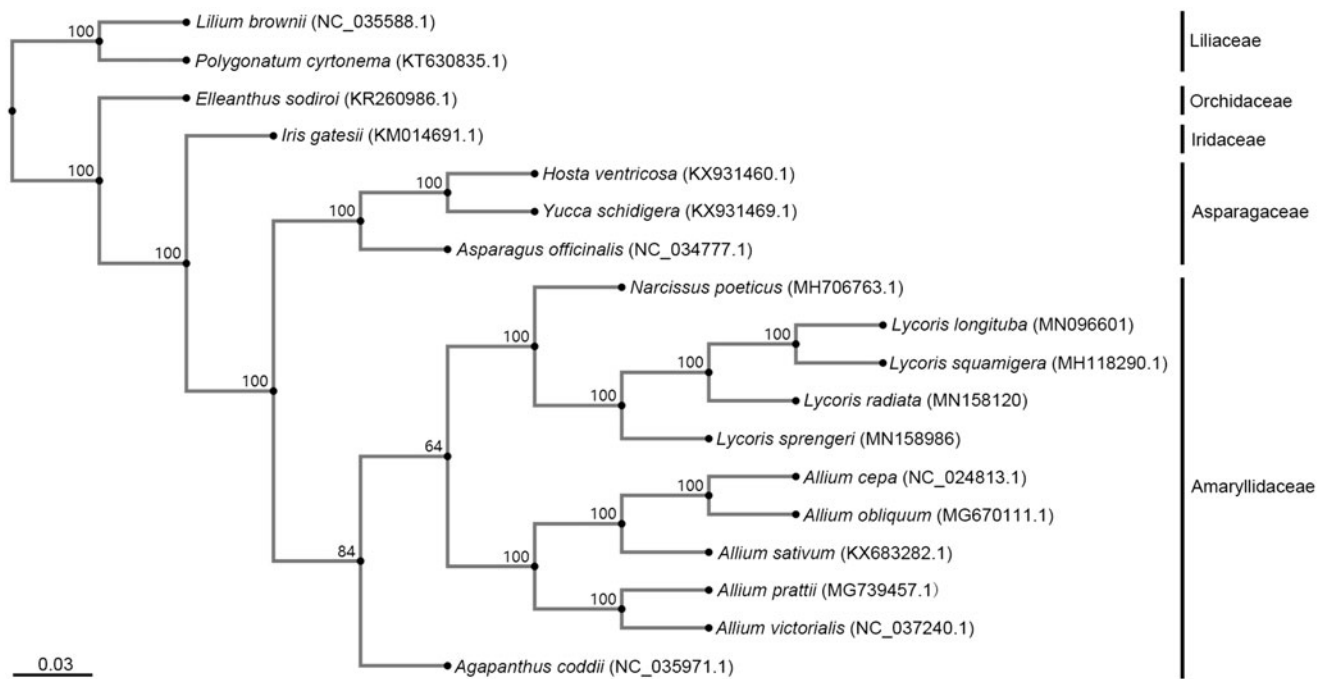 Lilium brownii (NC_035588.1)
100
Liliaceae
Polygonatum cyrtonema (KT630835.1)
Elleanthus sodiroi (KR260986.1)
Orchidaceae
Iris gatesii (KM014691.1)
Iridaceae
100
Hosta ventricosa (KX931460.1)
100
Yucca schidigera (KX931469.1)
Asparagaceae
100
Asparagus officinalis (NC_034777.1)
100
Narcissus poeticus (MH706763.1)
Lycoris longituba (MN096601)
100
100
Lycoris squamigera (MH118290.1)
100
Lycoris radiata (MN158120)
100
100
Lycoris sprengeri (MN158986)
64
Allium cepa (NC_024813.1)
100
Amaryllidaceae
Allium obliquum (MG670111.1)
100
Allium sativum (KX683282.1)
84
100
Allium prattii (MG739457.1)
100
Allium victorialis (NC_037240.1)
0.03
Agapanthus coddii (NC_035971.1)